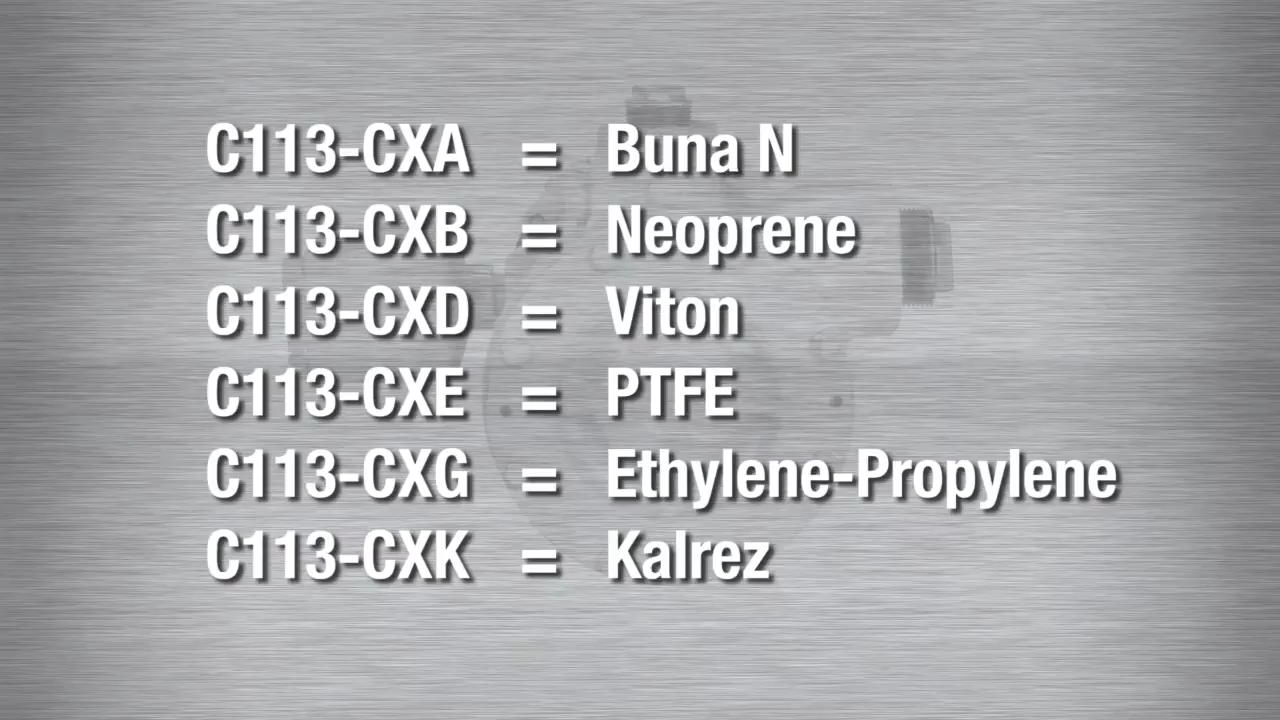 C113-CXA = Buna N
C113-CXB = Neoprene
C113-CXD = Viton
C113-CXE = PTFE
C113-CXG = Ethylene-Propylene
C113-CXK = Kalrez